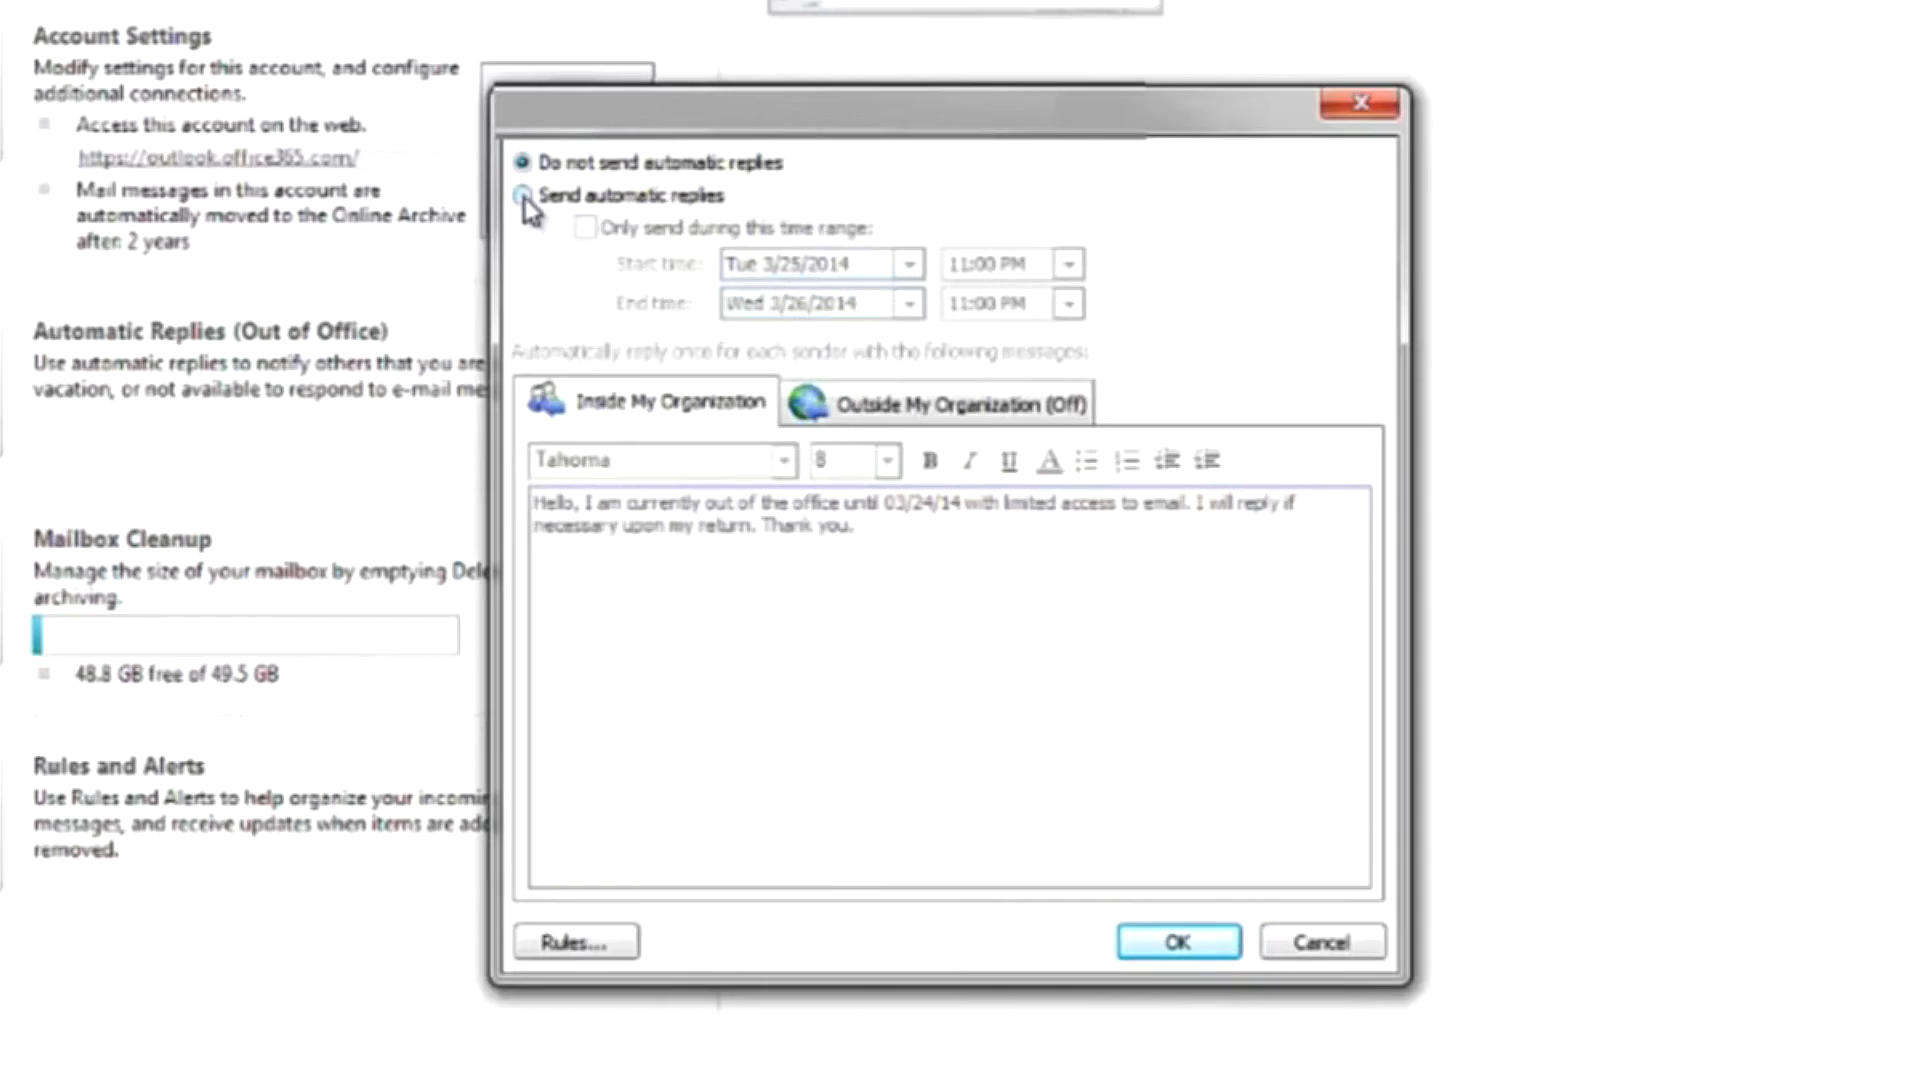 Account Settings
Modify settings for this account, and configure
additional connections.
Access this account on the web.
https://outlook.office365.com/
Mail messages in this account are
automatically moved to the Online Archive
after: 2 years
Automatic Replies (Out of Office)
Use automatic replies to notify others that you are
vacation, or not available to respond to e-mail me
Mailbox Cleanup
Manage the size of your mailbox by emptying Dele
archiving.
48.8 GB free of 49.5 GB
Rules and Alerts
Use Rules and Alerts to help organize your incomin
messages, and receive updates when items are add
removed.
Do not send automatic replies
Send automatic replies
Only send during this time range:
Start time: Tue 3/25/2014 11:00 PM
End time: Wed 3/26/2014 11:00 PM
Automatically reply once for each sender with the following messages:
Inside My Organization Outside My Organization (Off)
Tahoma 8 B I U A
Hello, I am currently out of the office until 03/24/14 with limited access to email. I will reply if
necessary upon my return. Thank you.
Rules... OK Cancel